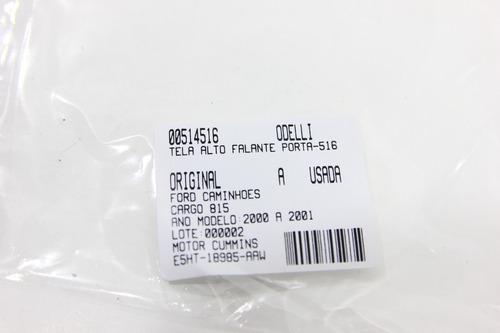 00514516 ODELLI
TELA ALTO FALANTE PORTA-516
ORIGINAL A USADA
FORD CAMINHOES
CARGO 815
ANO MODELO:2000 A 2001
LOTE:000002
MOTOR CUMMINS
E5HT-18985-AAW